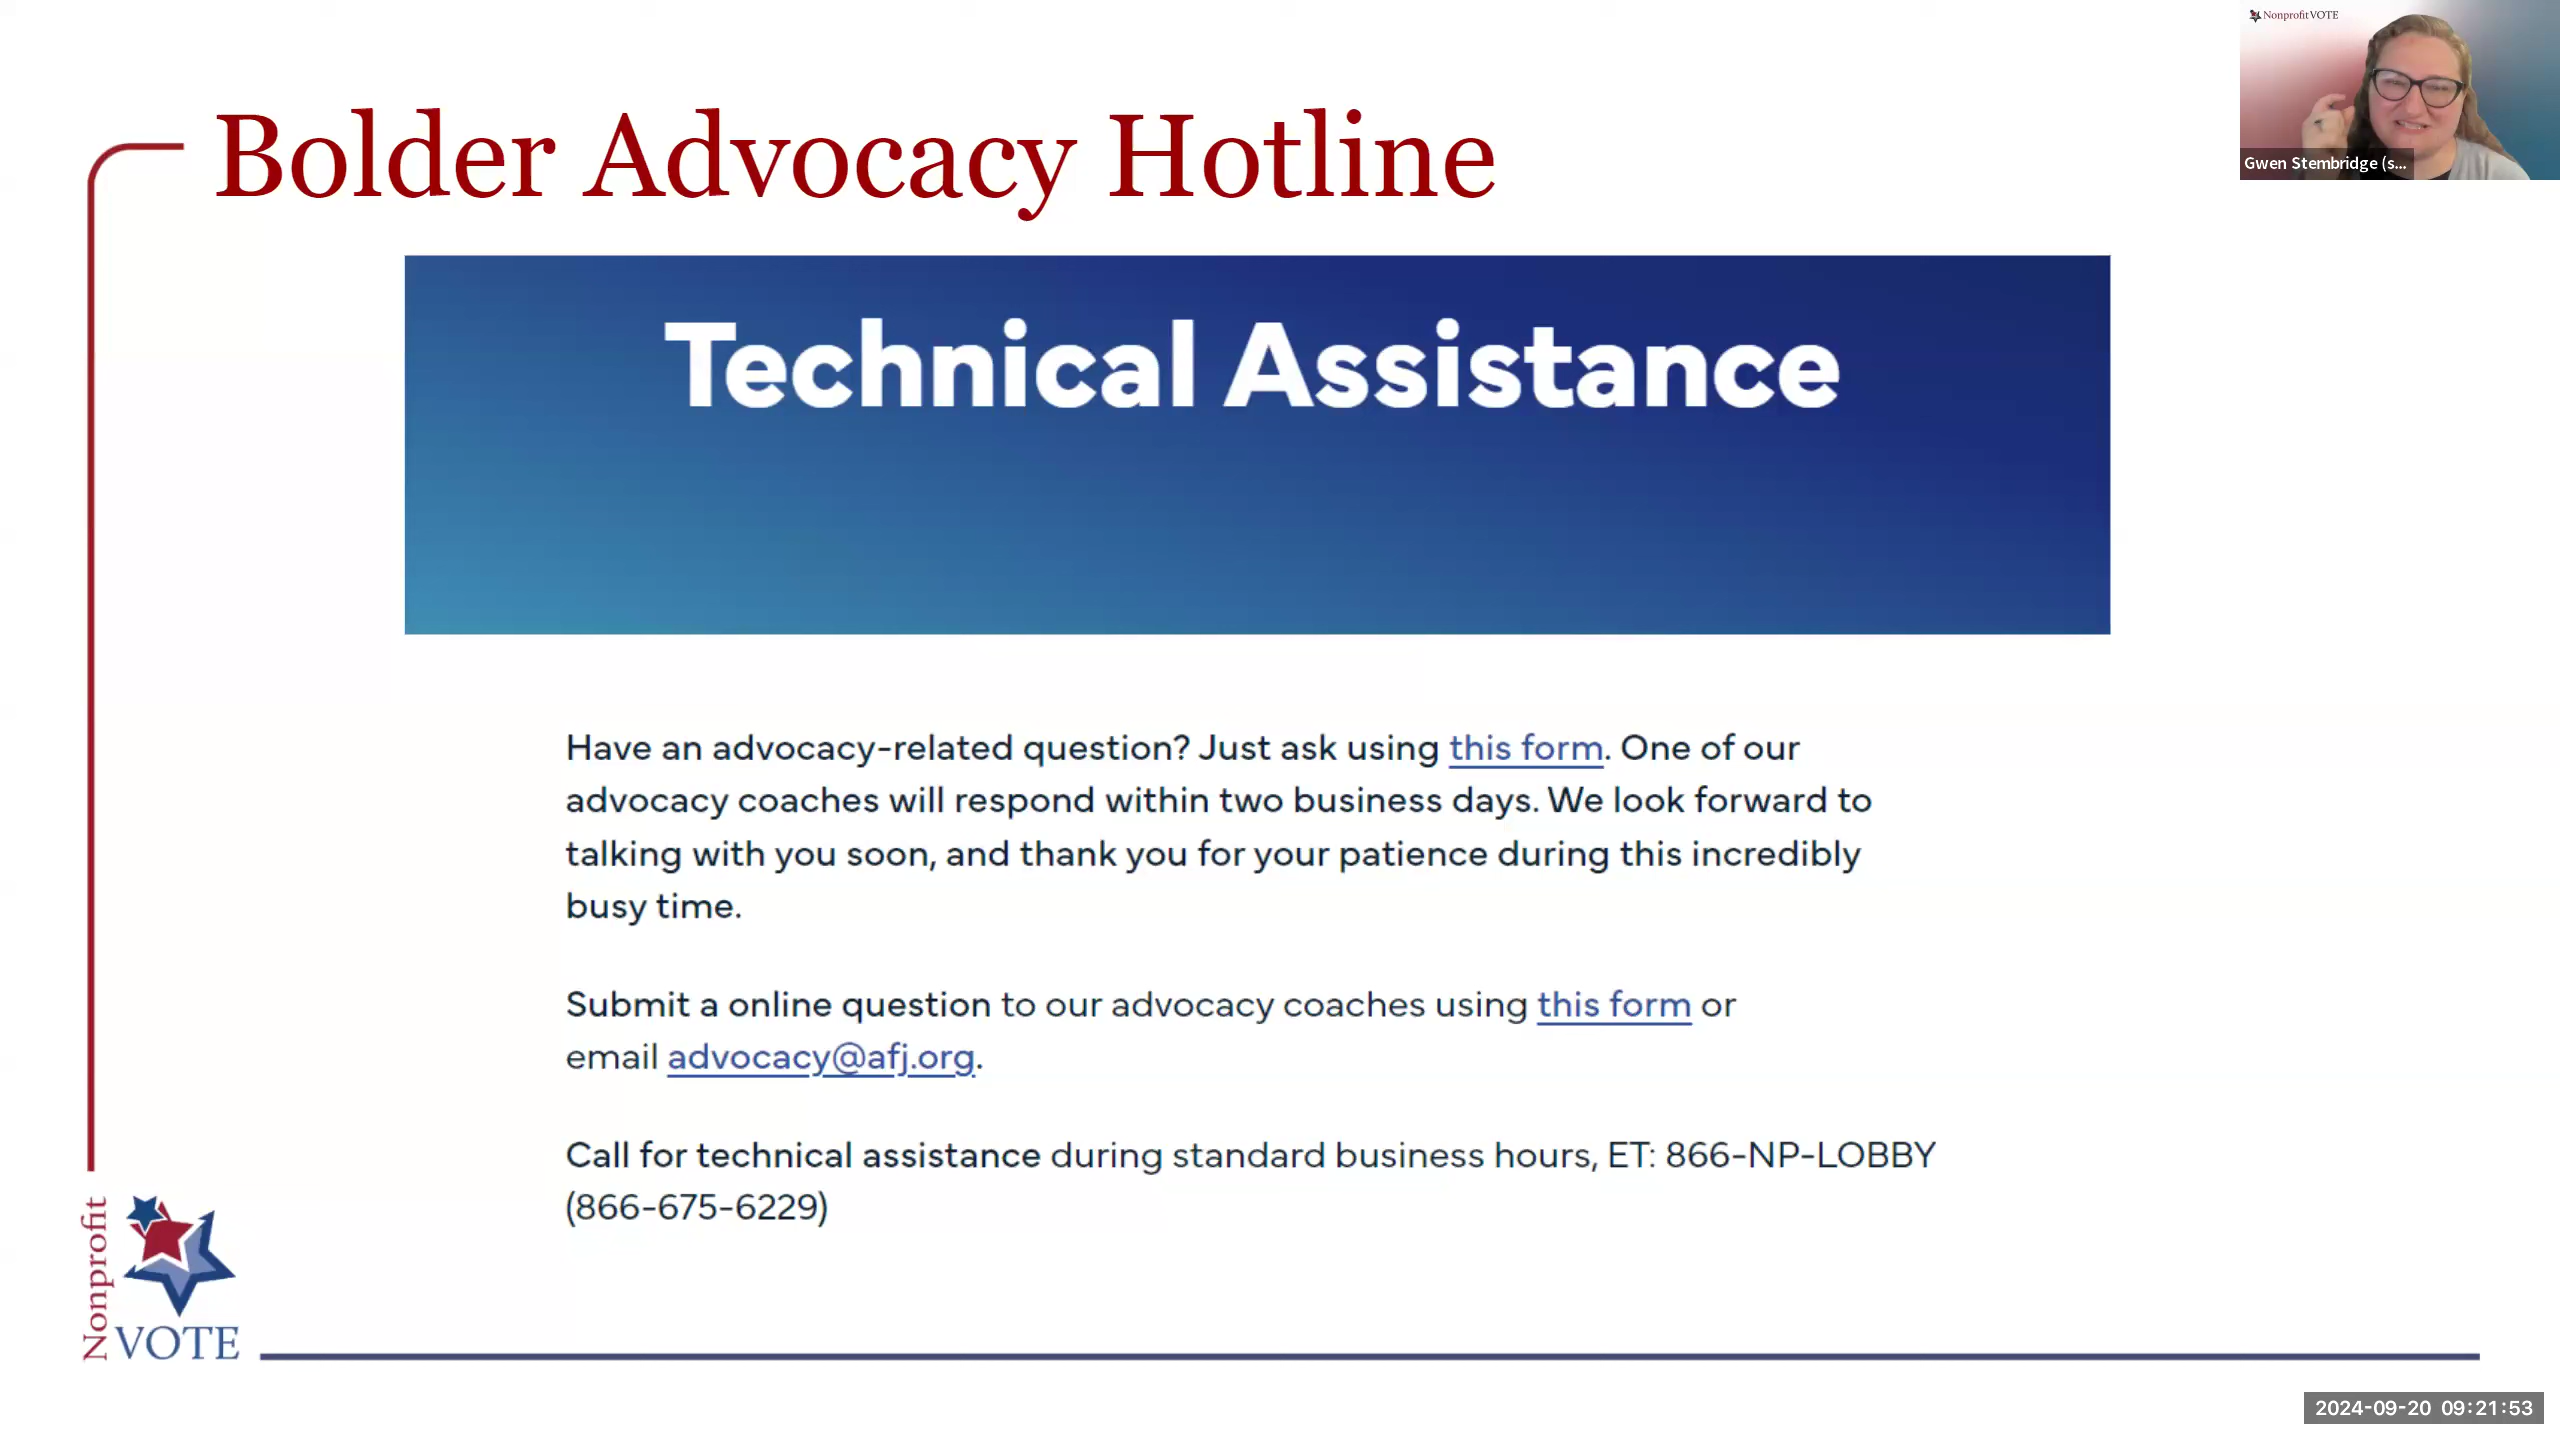 NonprofitVOTE
Gwen Stembridge (s...
Bolder Advocacy Hotline
Technical Assistance
Have an advocacy-related question? Just ask using this form. One of our
advocacy coaches will respond within two business days. We look forward to
talking with you soon, and thank you for your patience during this incredibly
busy time.
Submit a online question to our advocacy coaches using this form or
email advocacy@afj.org.
Call for technical assistance during standard business hours, ET: 866-NP-LOBBY
(866-675-6229)
Nonprofit
VOTE
2024-09-20 09:21:53